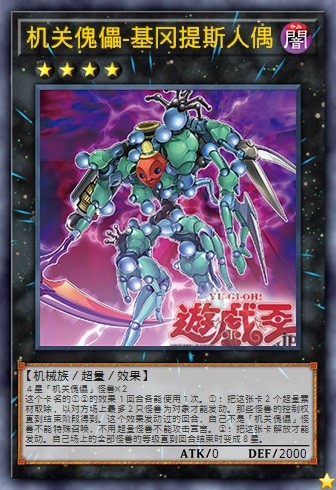 机关傀儡-基冈提斯人偶
闇
YU-GI-OH!
遊戯王
【机械族/超量/效果】
4星「机关傀儡」怪兽×2
这个卡名的①②的效果1回合各能使用1次。①:把这张卡2个超量素
材取除,以对方场上最多2只怪兽为对象才能发动。那些怪兽的控制权
直到结束阶段得到。这个效果发动过的回合,自己不是「机关傀儡」怪
兽不能特殊召唤,不用超量怪兽不能攻击宣言。②:把这张卡解放才能
发动。自己场上的全部怪兽的等级直到回合结束时变成8星。
ATK/0 DEF/2000